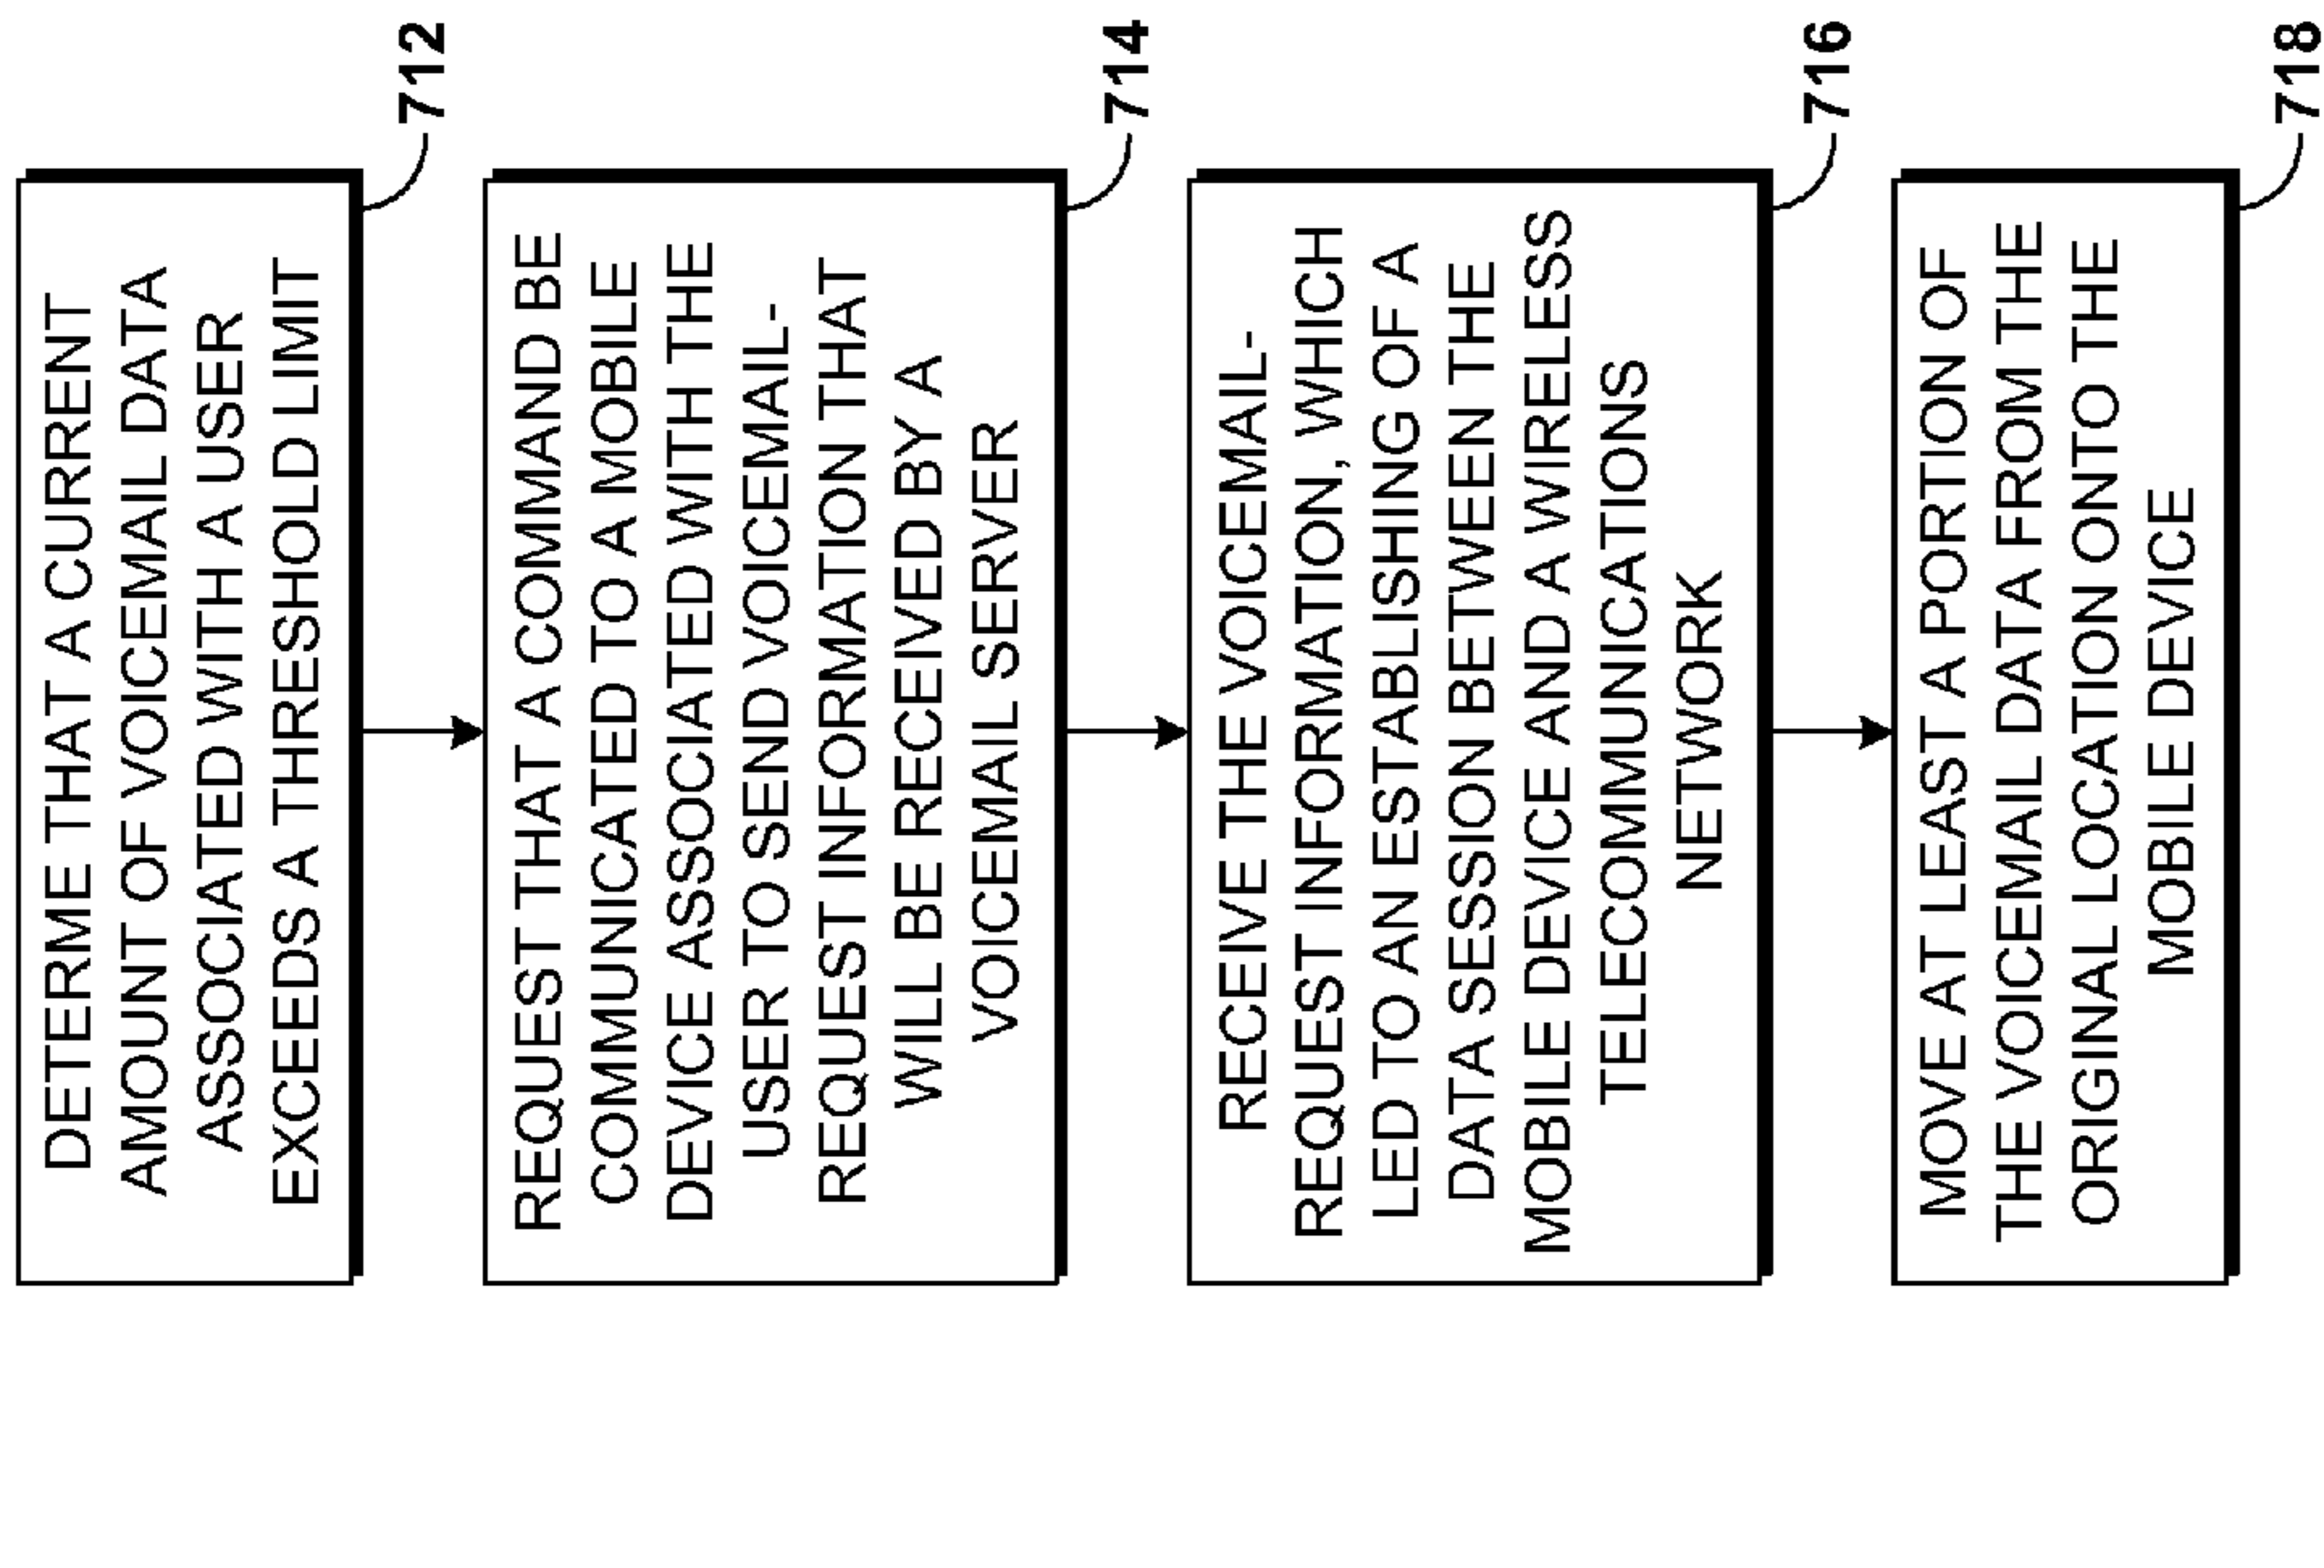 DETERME THAT A CURRENT
AMOUNT OF VOICEMAIL DATA
ASSOCIATED WITH A USER
EXCEEDS A THRESHOLD LIMIT
712
REQUEST THAT A COMMAND BE
COMMUNICATED TO A MOBILE
DEVICE ASSOCIATED WITH THE
USER TO SEND VOICEMAIL-
REQUEST INFORMATION THAT
WILL BE RECEIVED BY A
VOICEMAIL SERVER
714
RECEIVE THE VOICEMAIL-
REQUEST INFORMATION, WHICH
LED TO AN ESTABLISHING OF A
DATA SESSION BETWEEN THE
MOBILE DEVICE AND A WIRELESS
TELECOMMUNICATIONS
NETWORK
716
MOVE AT LEAST A PORTION OF
THE VOICEMAIL DATA FROM THE
ORIGINAL LOCATION ONTO THE
MOBILE DEVICE
718